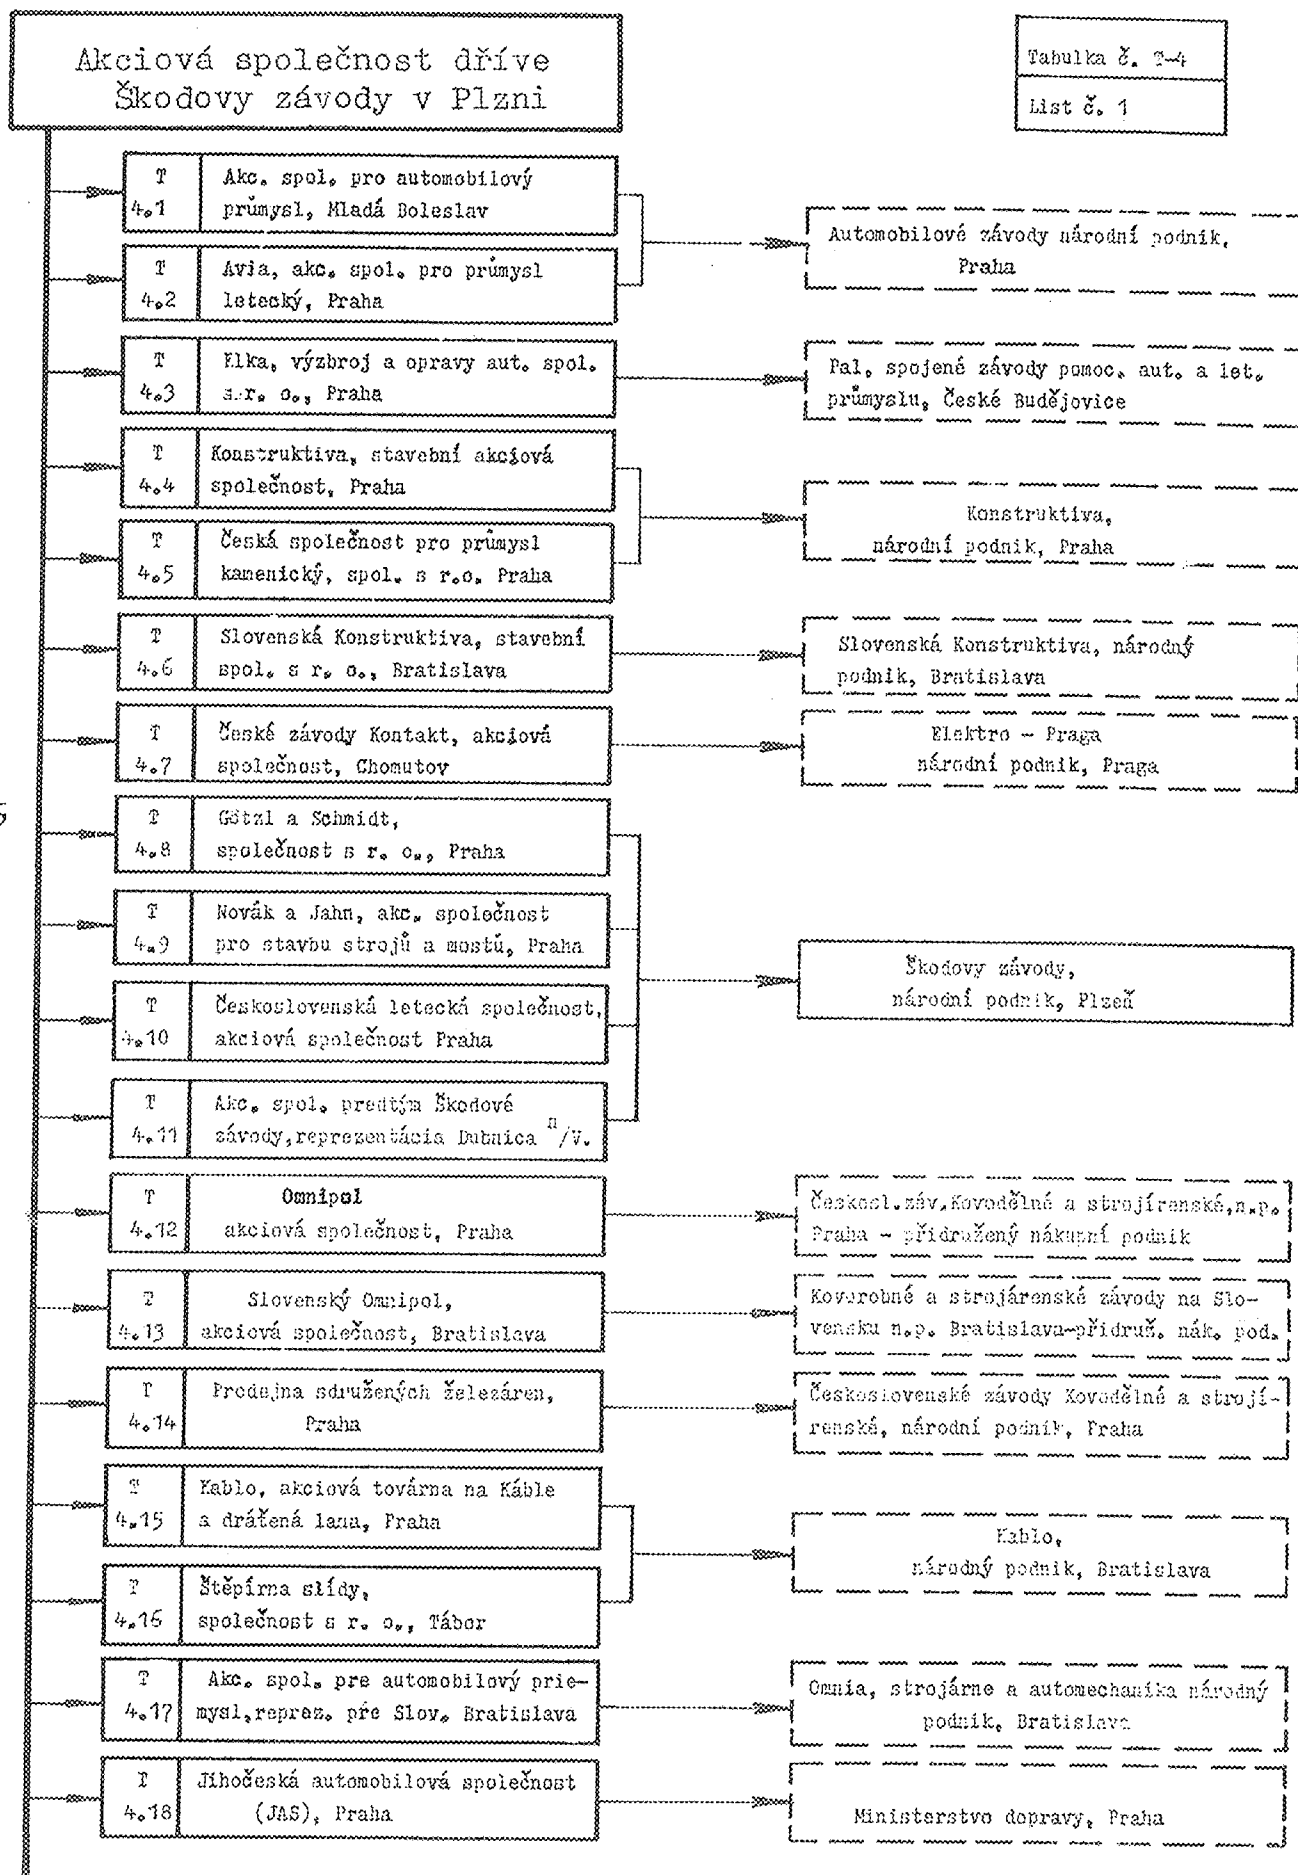 Akciová společnost dříve
Škodovy závody v Plzni
Tabulka č. T-4
List č. 1
T
4.1
Akc. spol. pro automobilový
průmysl, Mladá Boleslav
T
4.2
Avia, akc. spol. pro průmysl
letecký, Praha
Automobilové závody národní podnik,
Praha
T
4.3
Elka, výzbroj a opravy aut. spol.
s.r. o., Praha
Pal, spojené závody pomoc. aut. a let.
průmyslu, České Budějovice
T
4.4
Konstruktiva, stavební akciová
společnost, Praha
T
4.5
Česká společnost pro průmysl
kamenický, spol. s r.o. Praha
Konstruktiva,
národní podnik, Praha
T
4.6
Slovenská Konstruktiva, stavební
spol. s r. o., Bratislava
Slovenská Konstruktiva, národný
podnik, Bratislava
T
4.7
České závody Kontakt, akciová
společnost, Chomutov
Elektro - Praga
národní podnik, Praga
5
T
4.8
Götzl a Schmidt,
společnost s r. o., Praha
T
4.9
Novák a Jahn, akc. společnost
pro stavbu strojů a mostů, Praha
T
4.10
Československá letecká společnost,
akciová společnost Praha
T
4.11
Akc. spol. predtým Škodové
závody,reprezentácia Dubnica n/V.
Škodovy závody,
národní podnik, Plzeň
T
4.12
Omnipol
akciová společnost, Praha
Českosl.záv.Kovodělné a strojírenské,n.p.
Praha - přidružený nákupní podnik
T
4.13
Slovenský Omnipol,
akciová společnost, Bratislava
Kovorobné a strojárenské závody na Slo-
vensku n.p. Bratislava-přidruž. nák. pod.
T
4.14
Prodejna sdružených železáren,
Praha
Československé závody Kovodělné a strojí-
renské, národní podnik, Praha
T
4.15
Kablo, akciová továrna na Káble
a drátěná lana, Praha
T
4.16
Štěpírna slídy,
společnost s r. o., Tábor
Kablo,
národný podnik, Bratislava
T
4.17
Akc. spol. pre automobilový prie-
mysl,reprez. pře Slov. Bratislava
Omnia, strojárne a automechanika národný
podnik, Bratislava
T
4.18
Jihočeská automobilová společnost
(JAS), Praha
Ministerstvo dopravy, Praha